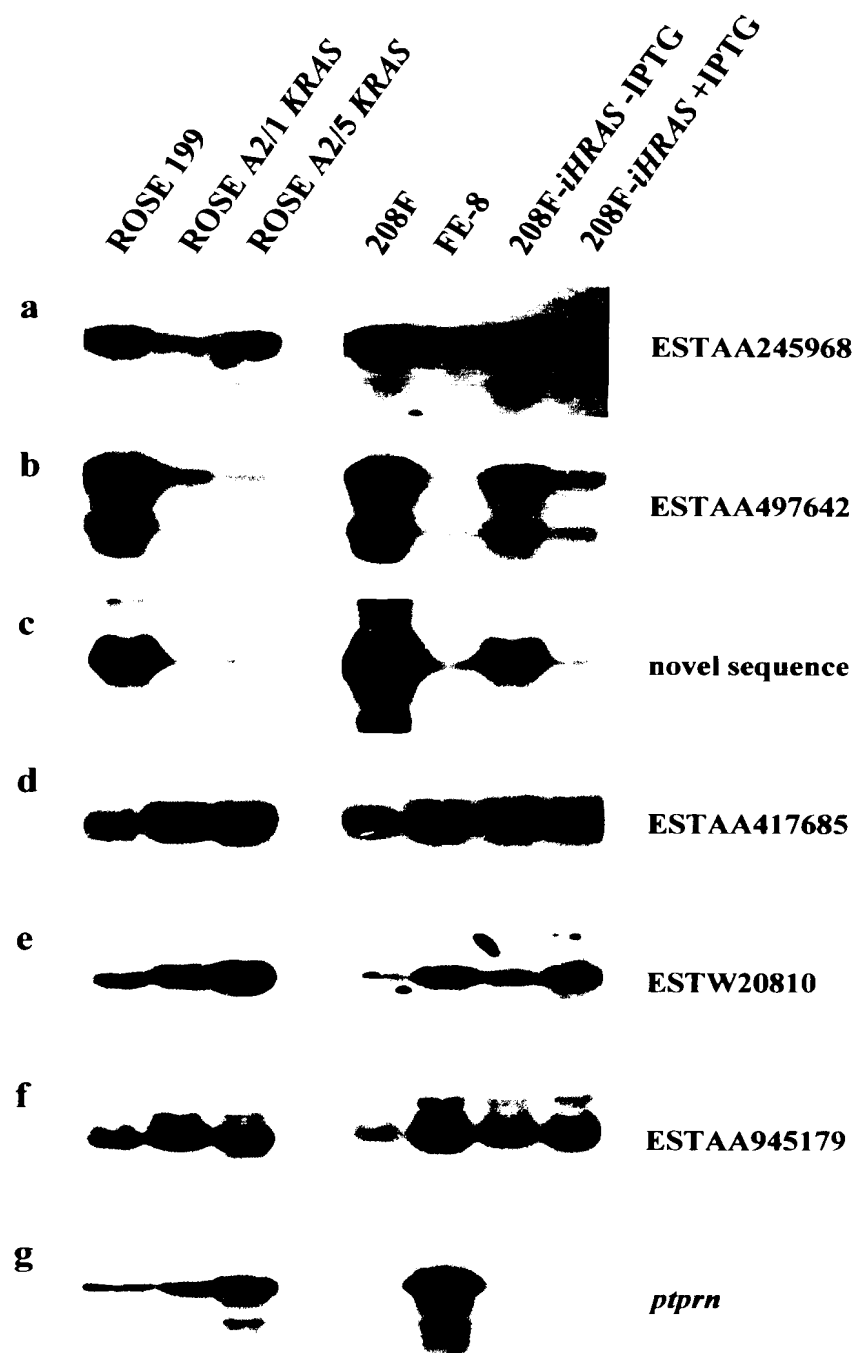 ROSE 199
ROSE A2/1 KRAS
ROSE A2/5 KRAS
208F
FE-8
208F-iHRAS -IPTG
208F-iHRAS +IPTG
a
ESTAA245968
b
ESTAA497642
c
novel sequence
d
ESTAA417685
e
ESTW20810
f
ESTAA945179
g
ptprn